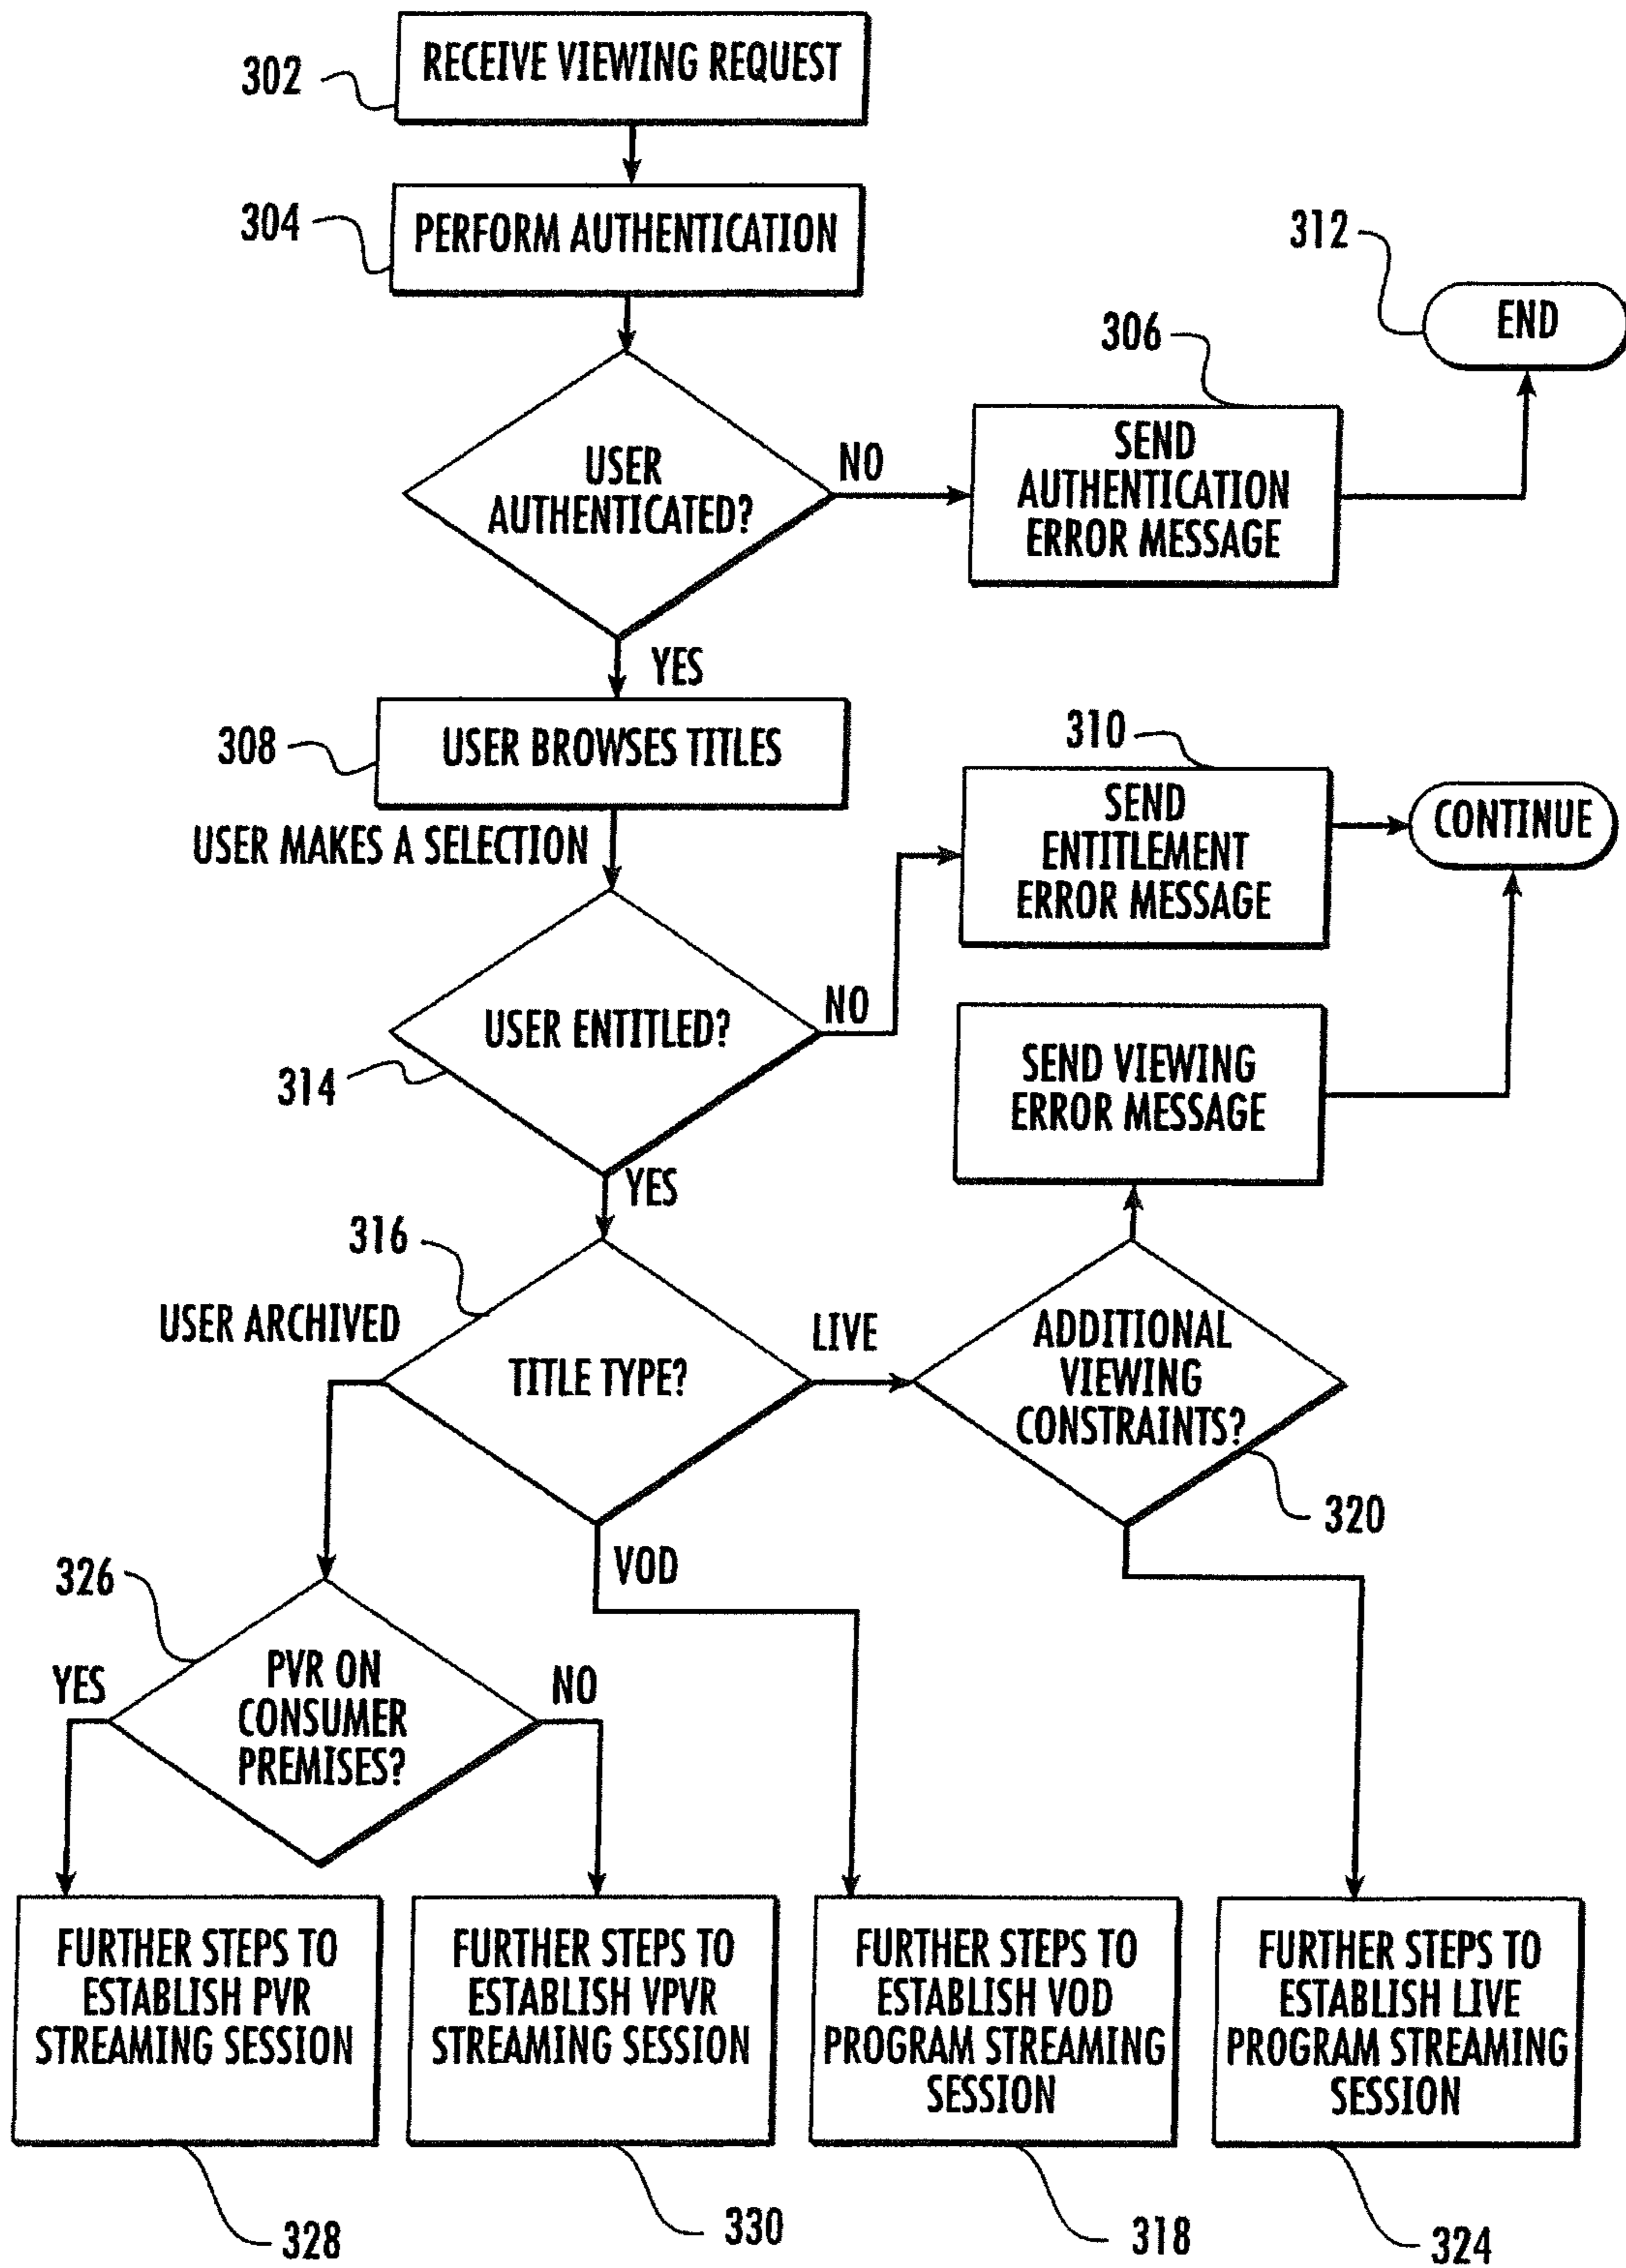 302
RECEIVE VIEWING REQUEST
304
PERFORM AUTHENTICATION
312
END
306
SEND
AUTHENTICATION
ERROR MESSAGE
USER
AUTHENTICATED?
NO
YES
308
USER BROWSES TITLES
310
SEND
ENTITLEMENT
ERROR MESSAGE
CONTINUE
USER MAKES A SELECTION
USER ENTITLED?
NO
314
SEND VIEWING
ERROR MESSAGE
YES
316
USER ARCHIVED
TITLE TYPE?
LIVE
ADDITIONAL
VIEWING
CONSTRAINTS?
320
VOD
326
YES
PVR ON
CONSUMER
PREMISES?
NO
FURTHER STEPS TO
ESTABLISH PVR
STREAMING SESSION
FURTHER STEPS TO
ESTABLISH VPVR
STREAMING SESSION
FURTHER STEPS TO
ESTABLISH VOD
PROGRAM STREAMING
SESSION
FURTHER STEPS TO
ESTABLISH LIVE
PROGRAM STREAMING
SESSION
328
330
318
324